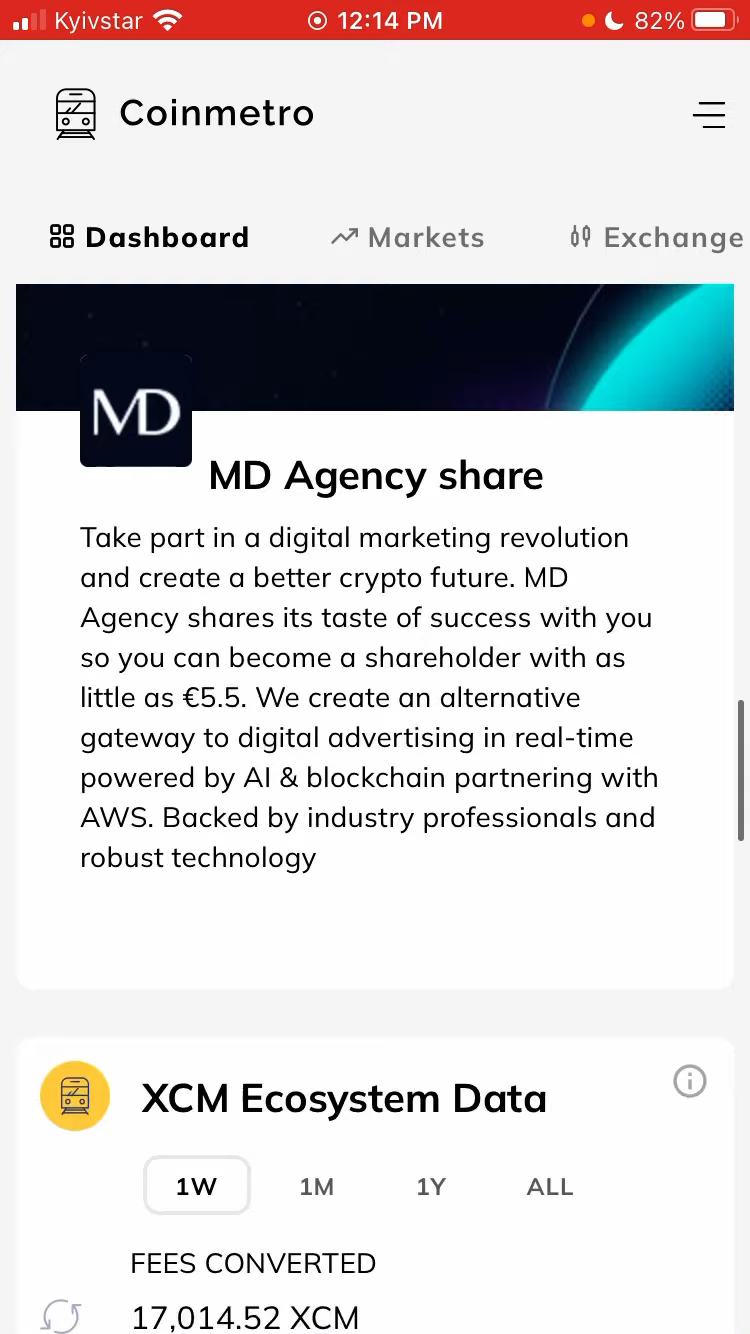 Kyivstar 12:14 PM 82%
Coinmetro
Dashboard Markets Exchange
MD
MD Agency share
Take part in a digital marketing revolution
and create a better crypto future. MD
Agency shares its taste of success with you
so you can become a shareholder with as
little as €5.5. We create an alternative
gateway to digital advertising in real-time
powered by AI & blockchain partnering with
AWS. Backed by industry professionals and
robust technology
XCM Ecosystem Data
1W 1M 1Y ALL
FEES CONVERTED
17,014.52 XCM